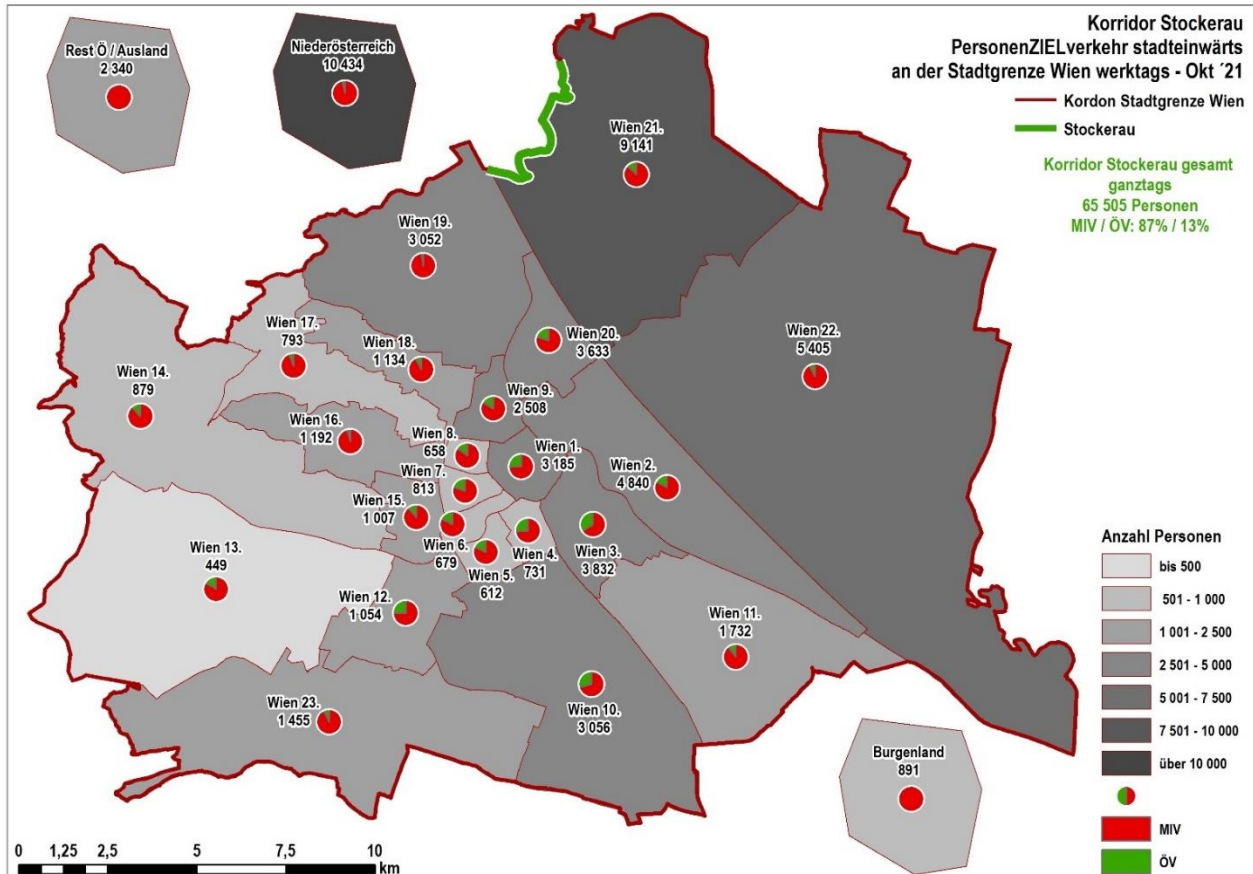 Korridor Stockerau
PersonenZIELverkehr stadteinwärts
an der Stadtgrenze Wien werktags - Okt ´21
Kordon Stadtgrenze Wien
Stockerau
Korridor Stockerau gesamt
ganztags
65 505 Personen
MIV / ÖV: 87% / 13%
Rest Ö / Ausland
2 340
Niederösterreich
10 434
Wien 21.
9 141
Wien 19.
3 052
Wien 17.
793
Wien 18.
1 134
Wien 20.
3 633
Wien 22.
5 405
Wien 14.
879
Wien 9.
2 508
Wien 16.
1 192
Wien 8.
658
Wien 1.
3 185
Wien 2.
4 840
Wien 7.
813
Wien 15.
1 007
Wien 6.
679
Wien 5.
612
Wien 4.
731
Wien 3.
3 832
Wien 13.
449
Wien 12.
1 054
Wien 11.
1 732
Wien 23.
1 455
Wien 10.
3 056
Burgenland
891
Anzahl Personen
bis 500
501 - 1 000
1 001 - 2 500
2 501 - 5 000
5 001 - 7 500
7 501 - 10 000
über 10 000
MIV
ÖV
0 1,25 2,5 5 7,5 10
km